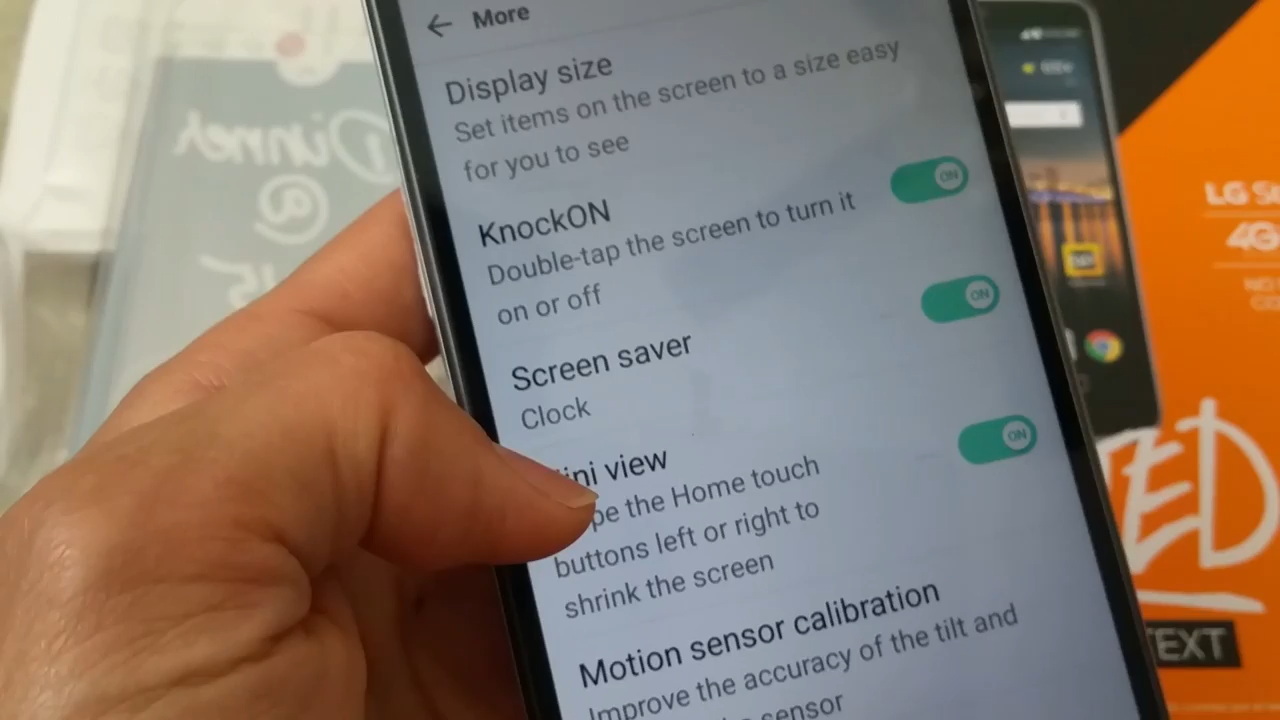 More
Display size
Set items on the screen to a size easy
for you to see
KnockON
Double-tap the screen to turn it
on or off
ON
Screen saver
Clock
ON
ini view
pe the Home touch
buttons left or right to
shrink the screen
ON
Motion sensor calibration
Improve the accuracy of the tilt and
sensor
Dinner
@
LG
4G
TED
TEXT